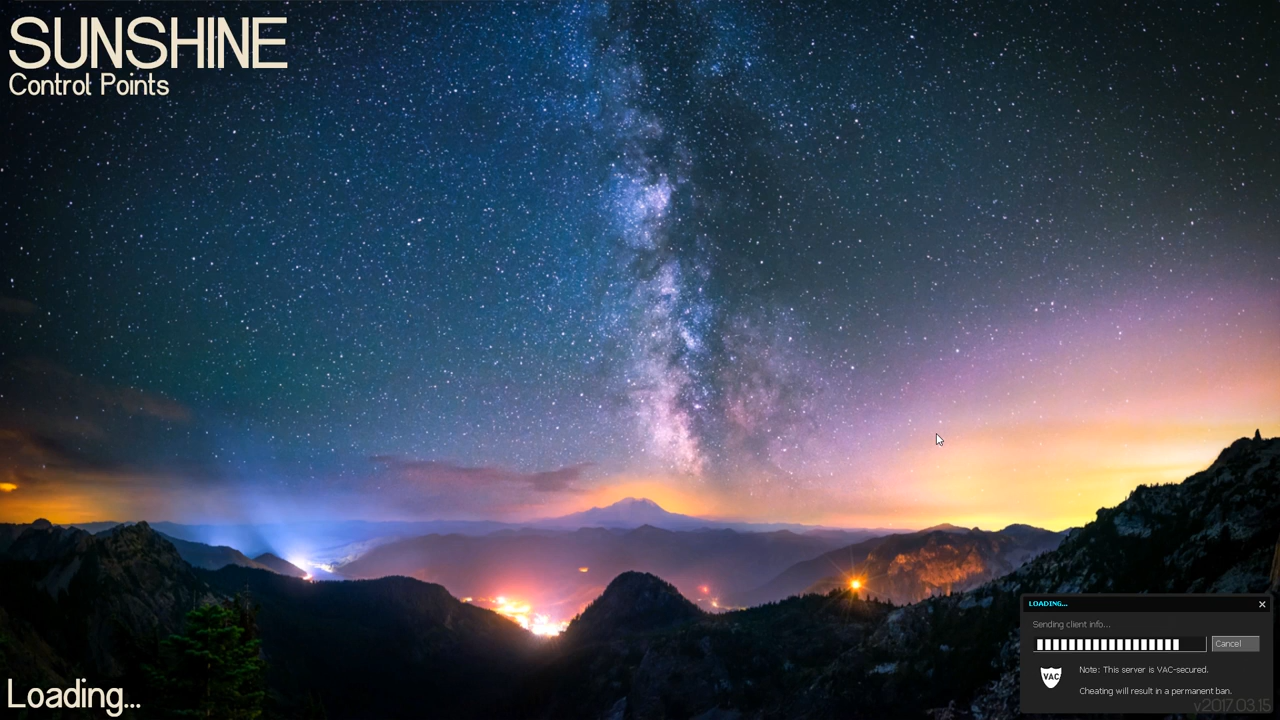 SUNSHINE
Control Points
LOADING...
Sending client info...
Cancel
VAC
Note: This server is VAC-secured.
Cheating will result in a permanent ban.
Loading...
v2017.03.15